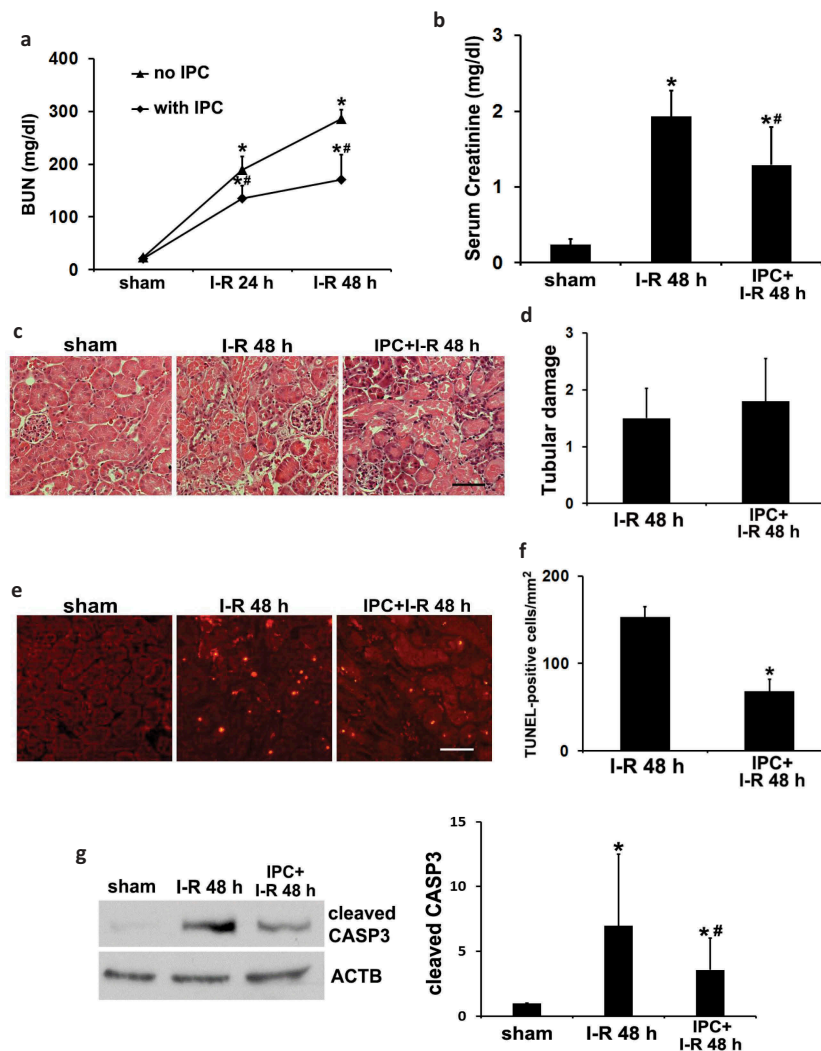 a
400
300
200
100
0
BUN (mg/dl)
no IPC
with IPC
*
*
*#
*#
sham
I-R 24 h
I-R 48 h
b
3
2
1
0
Serum Creatinine (mg/dl)
*
*#
sham
I-R 48 h
IPC+
I-R 48 h
c
sham
I-R 48 h
IPC+I-R 48 h
d
3
2
1
0
Tubular damage
I-R 48 h
IPC+
I-R 48 h
e
sham
I-R 48 h
IPC+I-R 48 h
f
200
100
0
TUNEL-positive cells/mm²
*
I-R 48 h
IPC+
I-R 48 h
g
sham
I-R 48 h
IPC+
I-R 48 h
cleaved
CASP3
ACTB
15
10
5
0
cleaved CASP3
*
*#
sham
I-R 48 h
IPC+
I-R 48 h